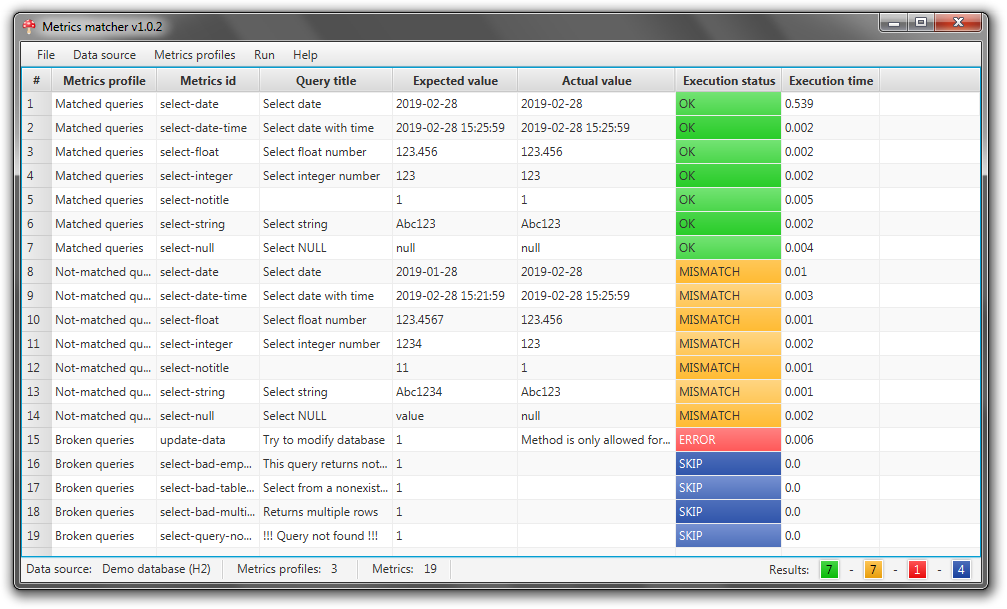 Metrics matcher v1.0.2
File Data source Metrics profiles Run Help
# Metrics profile Metrics id Query title Expected value Actual value Execution status Execution time
1 Matched queries select-date Select date 2019-02-28 2019-02-28 OK 0.539
2 Matched queries select-date-time Select date with time 2019-02-28 15:25:59 2019-02-28 15:25:59 OK 0.002
3 Matched queries select-float Select float number 123.456 123.456 OK 0.002
4 Matched queries select-integer Select integer number 123 123 OK 0.002
5 Matched queries select-notitle 1 1 OK 0.005
6 Matched queries select-string Select string Abc123 Abc123 OK 0.002
7 Matched queries select-null Select NULL null null OK 0.004
8 Not-matched qu... select-date Select date 2019-01-28 2019-02-28 MISMATCH 0.01
9 Not-matched qu... select-date-time Select date with time 2019-02-28 15:21:59 2019-02-28 15:25:59 MISMATCH 0.003
10 Not-matched qu... select-float Select float number 123.4567 123.456 MISMATCH 0.001
11 Not-matched qu... select-integer Select integer number 1234 123 MISMATCH 0.002
12 Not-matched qu... select-notitle 11 1 MISMATCH 0.001
13 Not-matched qu... select-string Select string Abc1234 Abc123 MISMATCH 0.001
14 Not-matched qu... select-null Select NULL value null MISMATCH 0.002
15 Broken queries update-data Try to modify database 1 Method is only allowed for... ERROR 0.006
16 Broken queries select-bad-emp... This query returns not... 1 SKIP 0.0
17 Broken queries select-bad-table... Select from a nonexist... 1 SKIP 0.0
18 Broken queries select-bad-multi... Returns multiple rows 1 SKIP 0.0
19 Broken queries select-query-no... !!! Query not found !!! 1 SKIP 0.0
Data source: Demo database (H2) Metrics profiles: 3 Metrics: 19 Results: 7 - 7 - 1 - 4